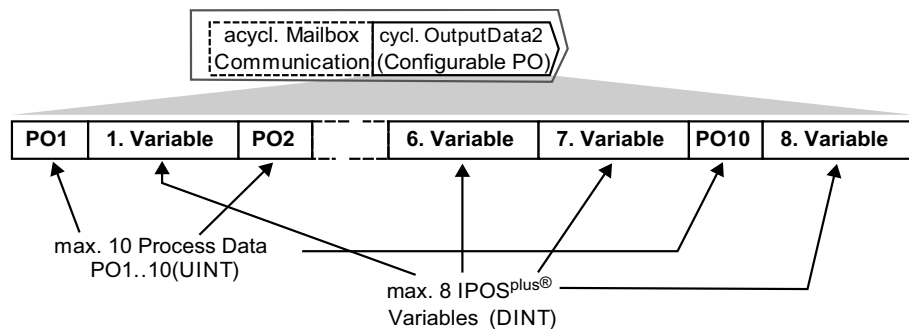 acycl. Mailbox
Communication
cycl. OutputData2
(Configurable PO)
PO1 1. Variable PO2 6. Variable 7. Variable PO10 8. Variable
max. 10 Process Data
PO1..10(UINT)
max. 8 IPOSplus®
Variables (DINT)